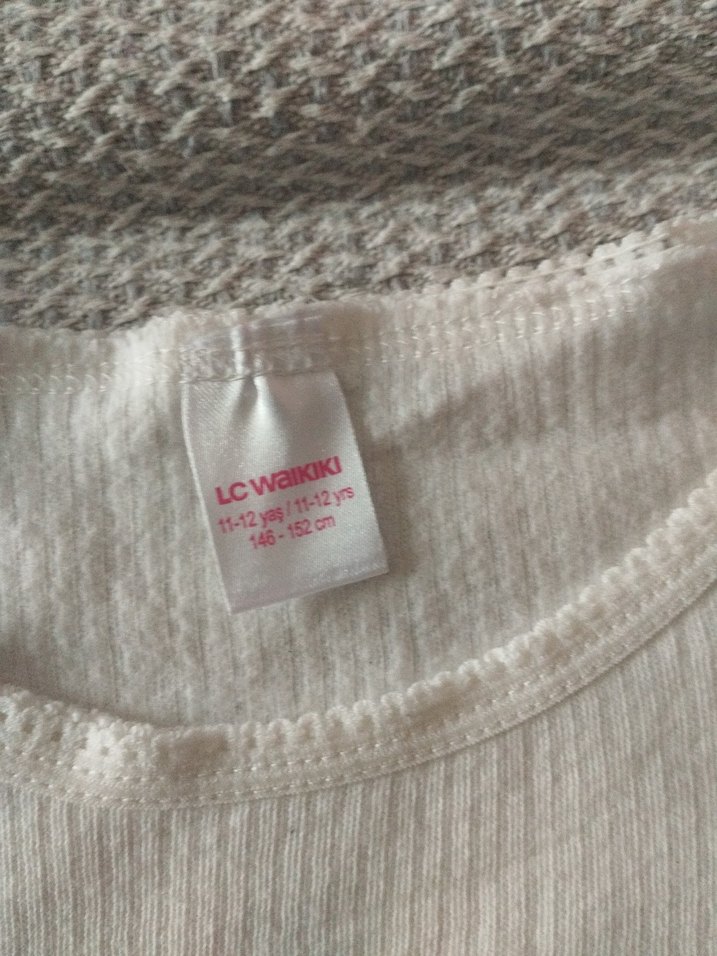 LC WAIKIKI
11-12 yaş / 11-12 yrs
146 - 152 cm